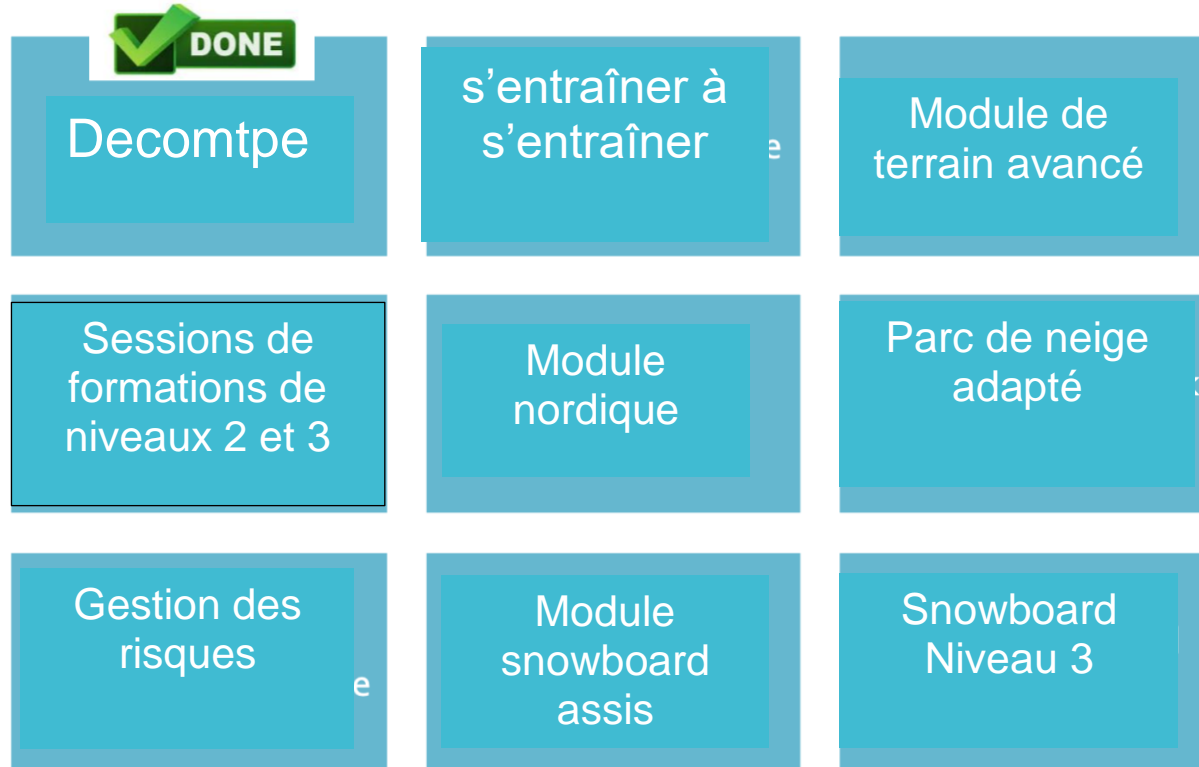 DONE
Decomtpe
s’entraîner à
s’entraîner
e
Module de
terrain avancé
Sessions de
formations de
niveaux 2 et 3
Module
nordique
Parc de neige
adapté
Gestion des
risques
e
Module
snowboard
assis
Snowboard
Niveau 3